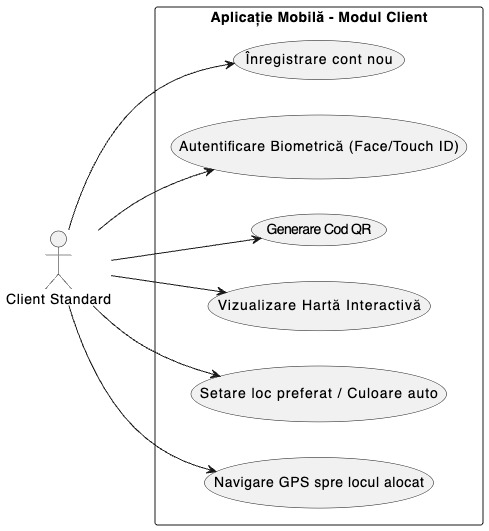 Aplicație Mobilă - Modul Client
Înregistrare cont nou
Autentificare Biometrică (Face/Touch ID)
Generare Cod QR
Client Standard
Vizualizare Hartă Interactivă
Setare loc preferat / Culoare auto
Navigare GPS spre locul alocat